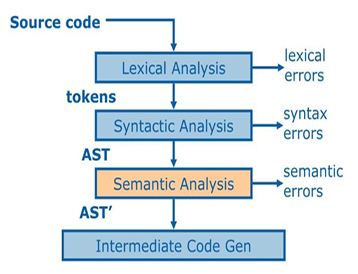 Source code
Lexical Analysis
lexical
errors
tokens
Syntactic Analysis
syntax
errors
AST
Semantic Analysis
semantic
errors
AST’
Intermediate Code Gen